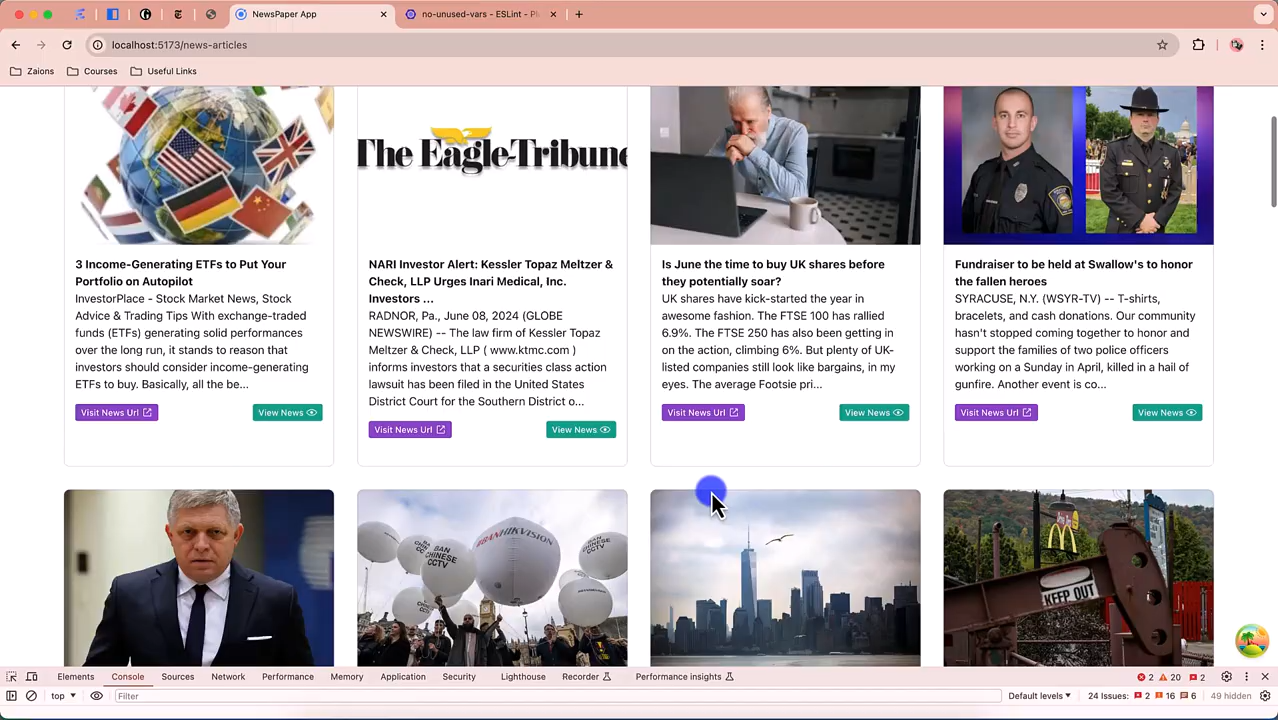 NewsPaper App
no-unused-vars - ESLint - Pl
localhost:5173/news-articles
Zaions
Courses
Useful Links
The Eagle-Tribune
3 Income-Generating ETFs to Put Your
Portfolio on Autopilot
InvestorPlace - Stock Market News, Stock
Advice & Trading Tips With exchange-traded
funds (ETFs) generating solid performances
over the long run, it stands to reason that
investors should consider income-generating
ETFs to buy. Basically, all the be...
Visit News Url
View News
NARI Investor Alert: Kessler Topaz Meltzer &
Check, LLP Urges Inari Medical, Inc.
Investors ...
RADNOR, Pa., June 08, 2024 (GLOBE
NEWSWIRE) -- The law firm of Kessler Topaz
Meltzer & Check, LLP ( www.ktmc.com )
informs investors that a securities class action
lawsuit has been filed in the United States
District Court for the Southern District o...
Visit News Url
View News
Is June the time to buy UK shares before
they potentially soar?
UK shares have kick-started the year in
awesome fashion. The FTSE 100 has rallied
6.9%. The FTSE 250 has also been getting in
on the action, climbing 6%. But plenty of UK-
listed companies still look like bargains, in my
eyes. The average Footsie pri...
Visit News Url
View News
Fundraiser to be held at Swallow's to honor
the fallen heroes
SYRACUSE, N.Y. (WSYR-TV) -- T-shirts,
bracelets, and cash donations. Our community
hasn't stopped coming together to honor and
support the families of two police officers
working on a Sunday in April, killed in a hail of
gunfire. Another event is co...
Visit News Url
View News
BAN
CHINESE
CCTV
#BANHIKVISION
BAN
CHINESE
CCTV
McDonald's
KEEP OUT
Elements
Console
Sources
Network
Performance
Memory
Application
Security
Lighthouse
Recorder
Performance insights
2
20
2
top
Filter
Default levels
24 Issues:
2
16
6
49 hidden